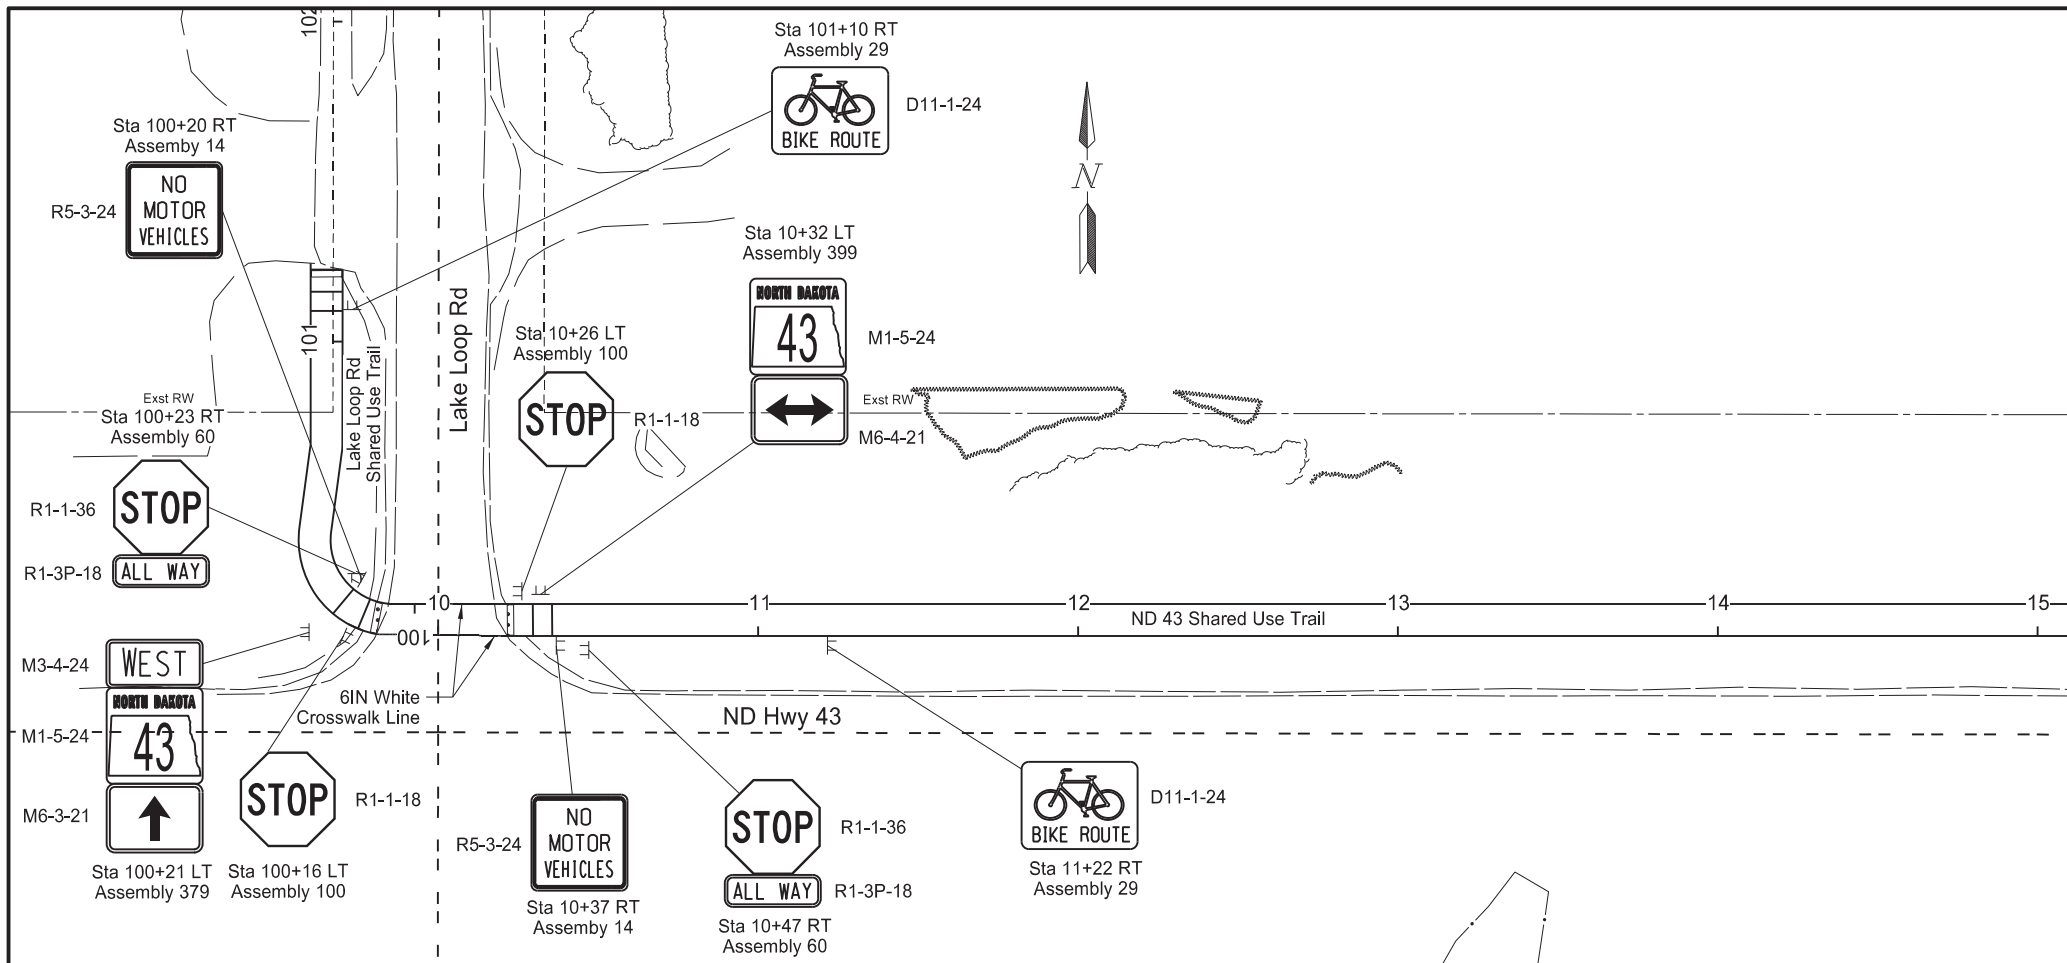 102
Sta 101+10 RT
Assembly 29
BIKE ROUTE
D11-1-24
Sta 100+20 RT
Assemby 14
NO
MOTOR
VEHICLES
R5-3-24
N
Sta 10+32 LT
Assembly 399
NORTH DAKOTA
43
M1-5-24
M6-4-21
Exst RW
101
Lake Loop Rd
Shared Use Trail
Lake Loop Rd
Sta 10+26 LT
Assembly 100
STOP
R1-1-18
Exst RW
Sta 100+23 RT
Assembly 60
STOP
R1-1-36
ALL WAY
R1-3P-18
10
11
12
13
14
15
ND 43 Shared Use Trail
100
WEST
M3-4-24
NORTH DAKOTA
43
M1-5-24
M6-3-21
Sta 100+21 LT
Assembly 379
STOP
R1-1-18
Sta 100+16 LT
Assembly 100
6IN White
Crosswalk Line
ND Hwy 43
NO
MOTOR
VEHICLES
R5-3-24
Sta 10+37 RT
Assemby 14
STOP
R1-1-36
ALL WAY
R1-3P-18
Sta 10+47 RT
Assembly 60
BIKE ROUTE
D11-1-24
Sta 11+22 RT
Assembly 29